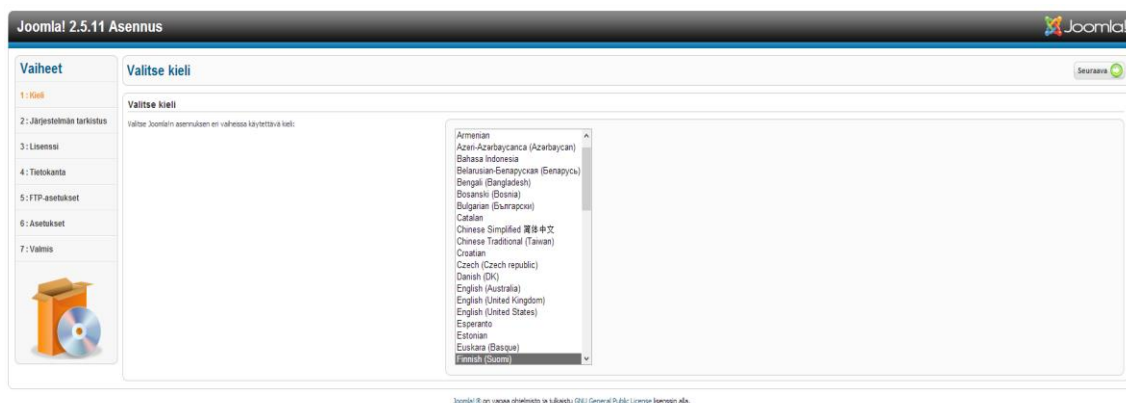 Joomla! 2.5.11 Asennus
Joomla!
Vaiheet
1 : Kieli
2 : Järjestelmän tarkistus
3 : Lisenssi
4 : Tietokanta
5 : FTP-asetukset
6 : Asetukset
7 : Valmis
Valitse kieli
Seuraava
Valitse kieli
Valitse Joomla!n asennuksen eri vaiheissa käytettävä kieli:
Armenian
Azeri-Azərbaycanca (Azərbaycan)
Bahasa Indonesia
Belarusian-Беларуская (Беларусь)
Bengali (Bangladesh)
Bosanski (Bosnia)
Bulgarian (Български)
Catalan
Chinese Simplified 简体中文
Chinese Traditional (Taiwan)
Croatian
Czech (Czech republic)
Danish (DK)
English (Australia)
English (United Kingdom)
English (United States)
Esperanto
Estonian
Euskara (Basque)
Finnish (Suomi)
Joomla! ® on vapaa ohjelmisto ja julkaistu GNU General Public License lisenssin alla.